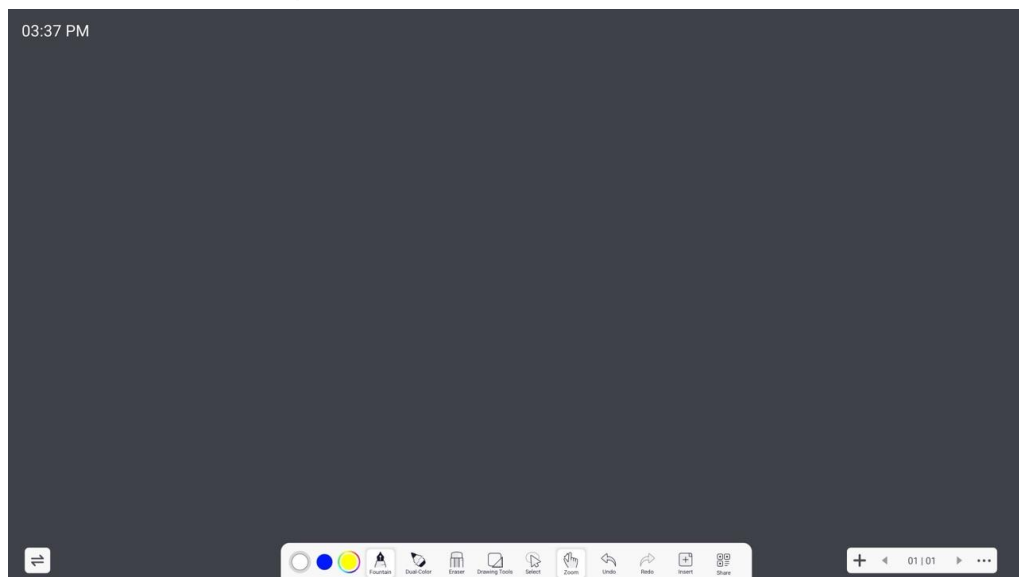 03:37 PM
Fountain
Dual-Color
Eraser
Drawing Tools
Select
Zoom
Undo
Redo
Insert
Share
01 | 01